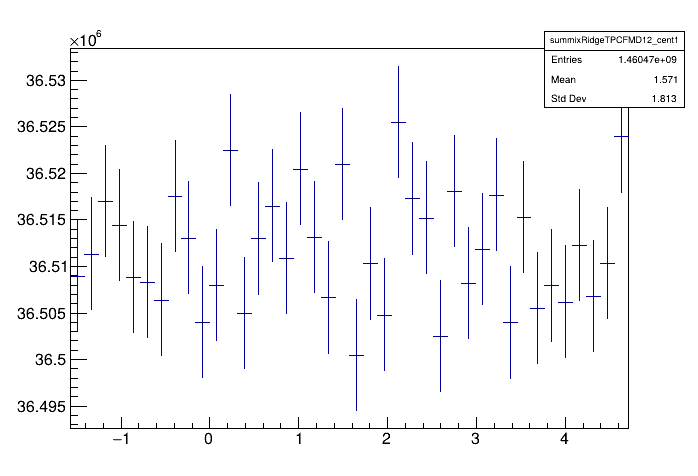 ×10⁶
summixRidgeTPCFMD12_cent1
Entries 1.46047e+09
Mean 1.571
Std Dev 1.813
36.53
36.525
36.52
36.515
36.51
36.505
36.5
36.495
−1 0 1 2 3 4